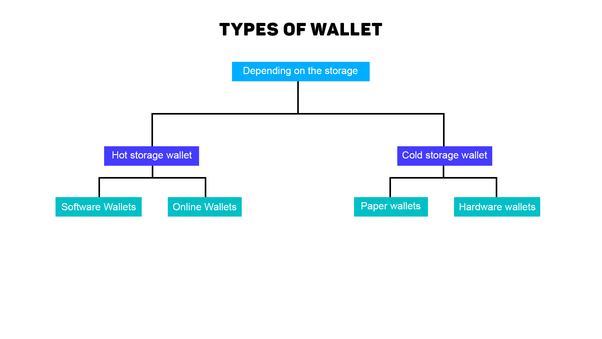 TYPES OF WALLET
Depending on the storage
Hot storage wallet
Cold storage wallet
Software Wallets
Online Wallets
Paper wallets
Hardware wallets